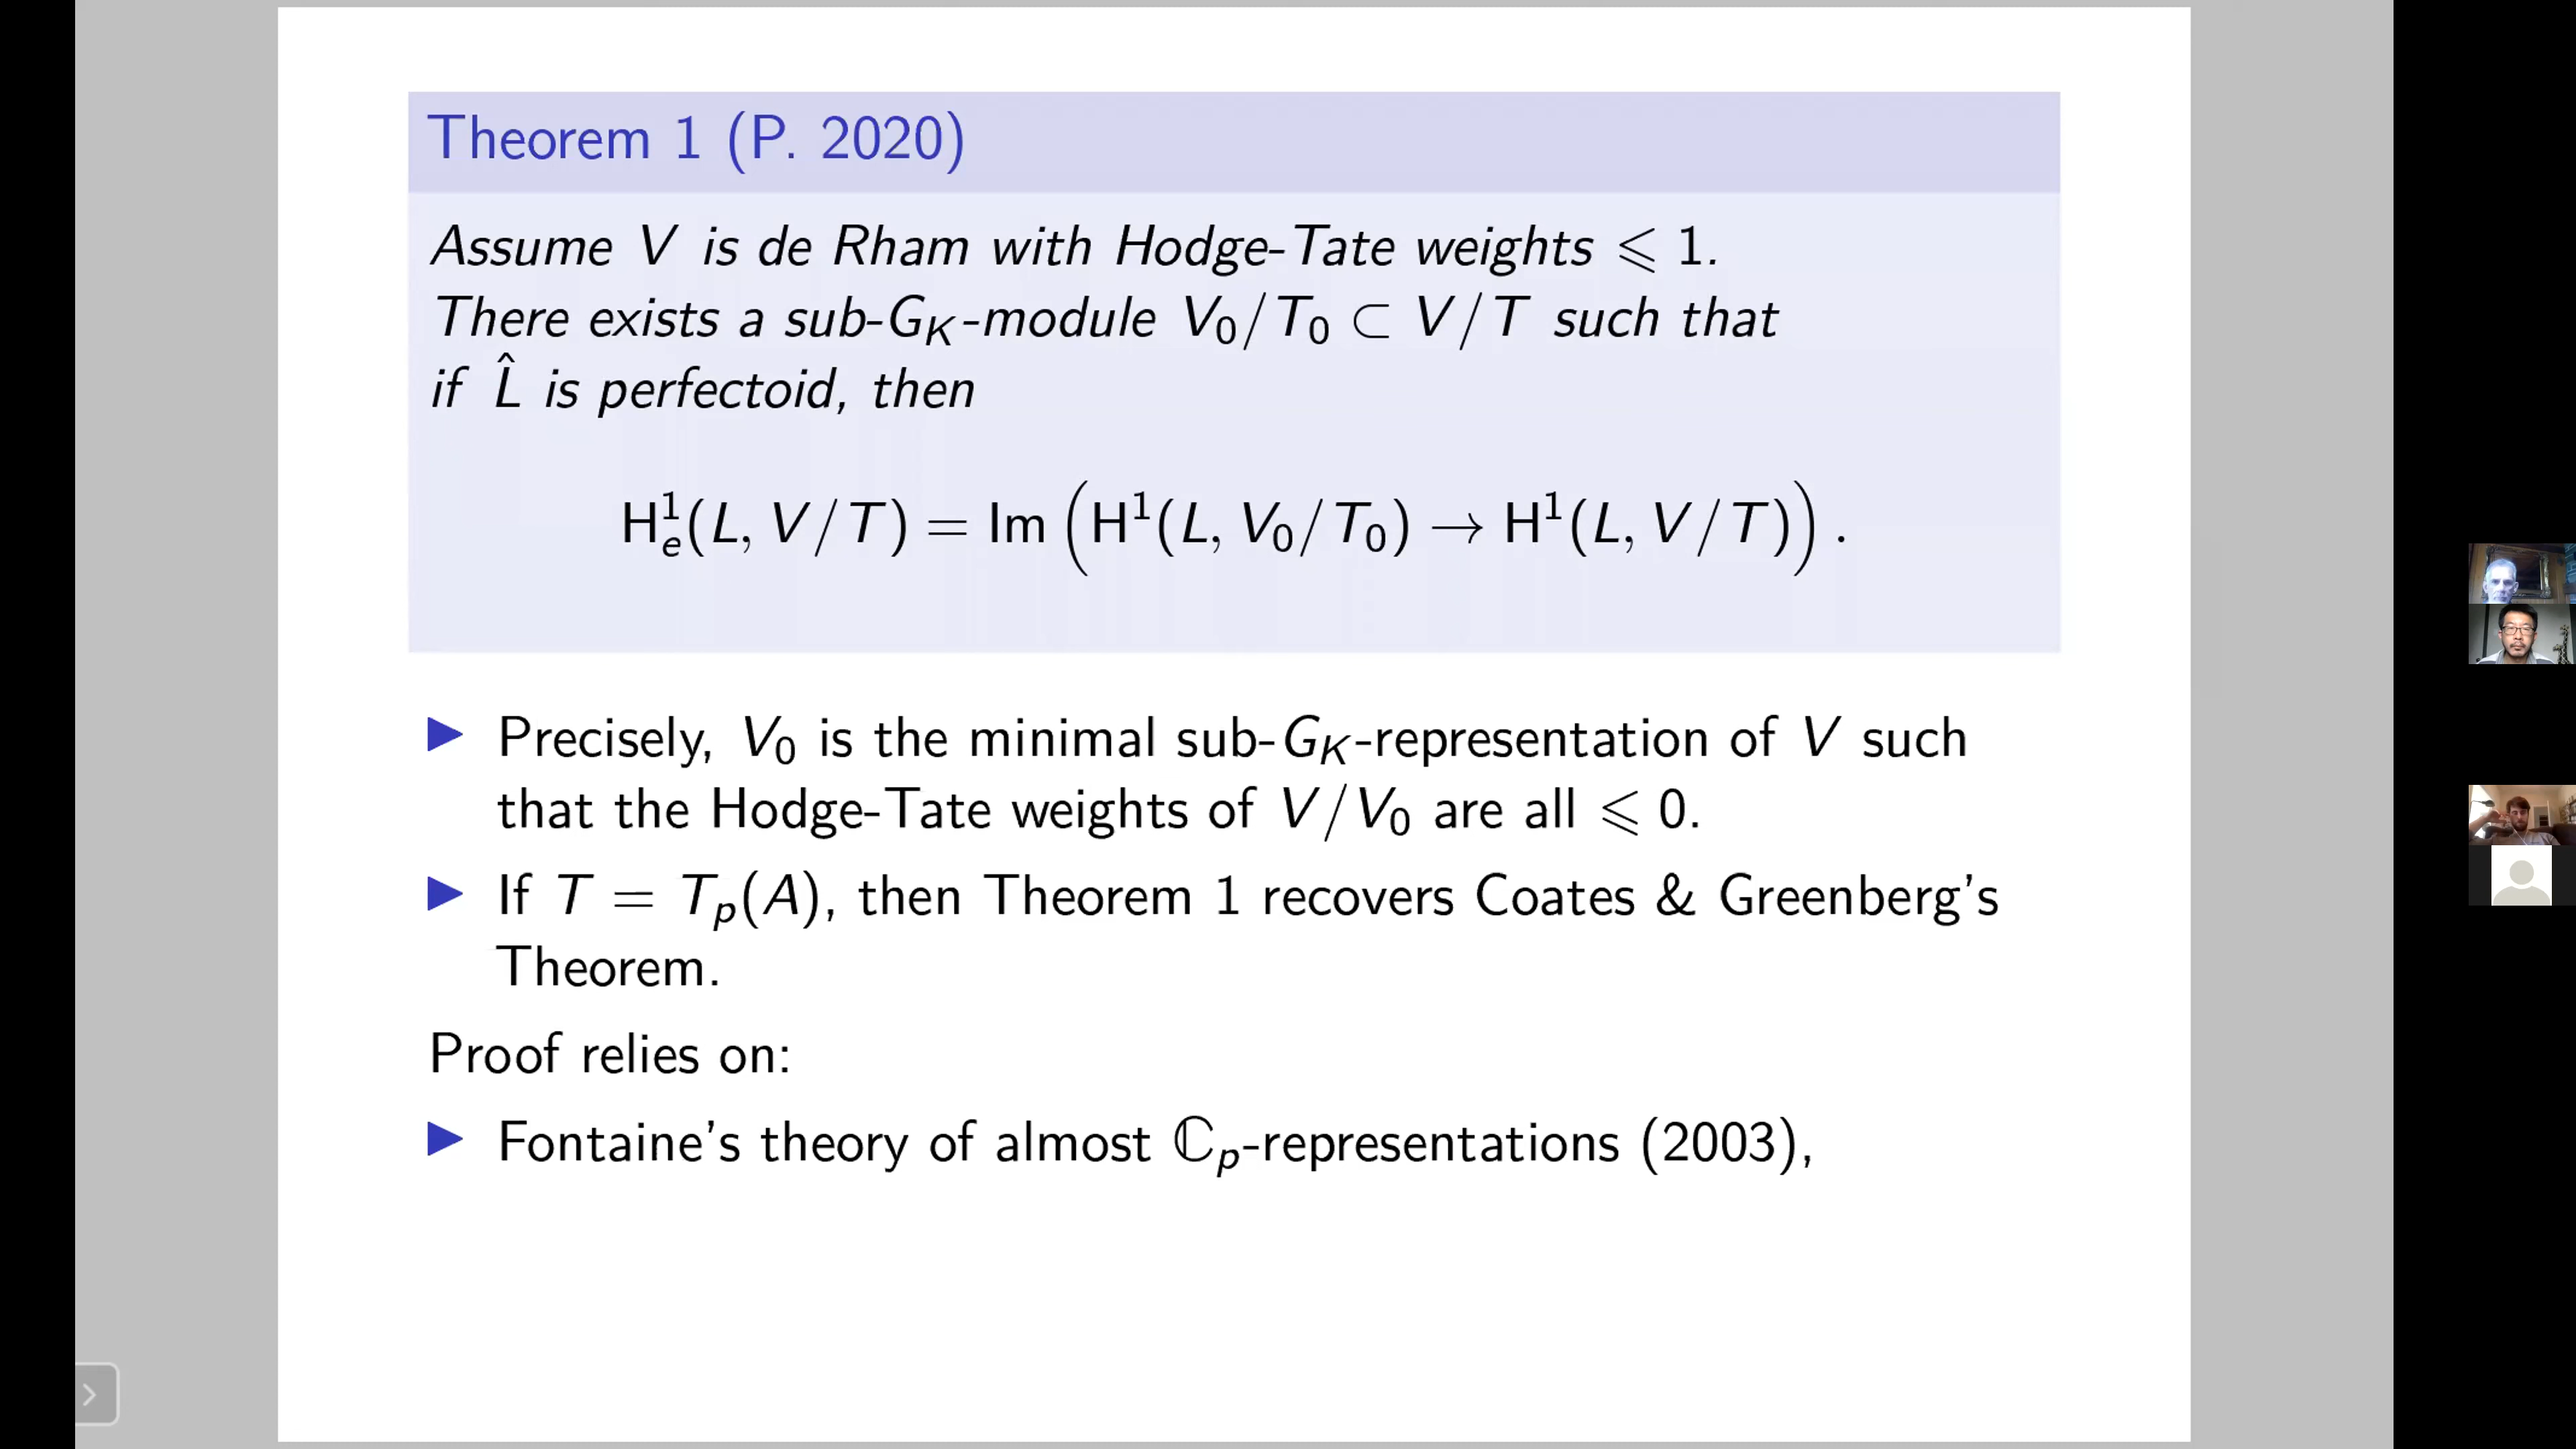 Theorem 1 (P. 2020)
Assume V is de Rham with Hodge-Tate weights ⩽ 1.
There exists a sub-G_K-module V_0/T_0 ⊂ V/T such that
if L̂ is perfectoid, then
H^1_e(L, V/T) = Im (H^1(L, V_0/T_0) → H^1(L, V/T)).
▶ Precisely, V_0 is the minimal sub-G_K-representation of V such
that the Hodge-Tate weights of V/V_0 are all ⩽ 0.
▶ If T = T_p(A), then Theorem 1 recovers Coates & Greenberg's
Theorem.
Proof relies on:
▶ Fontaine's theory of almost ℂ_p-representations (2003),